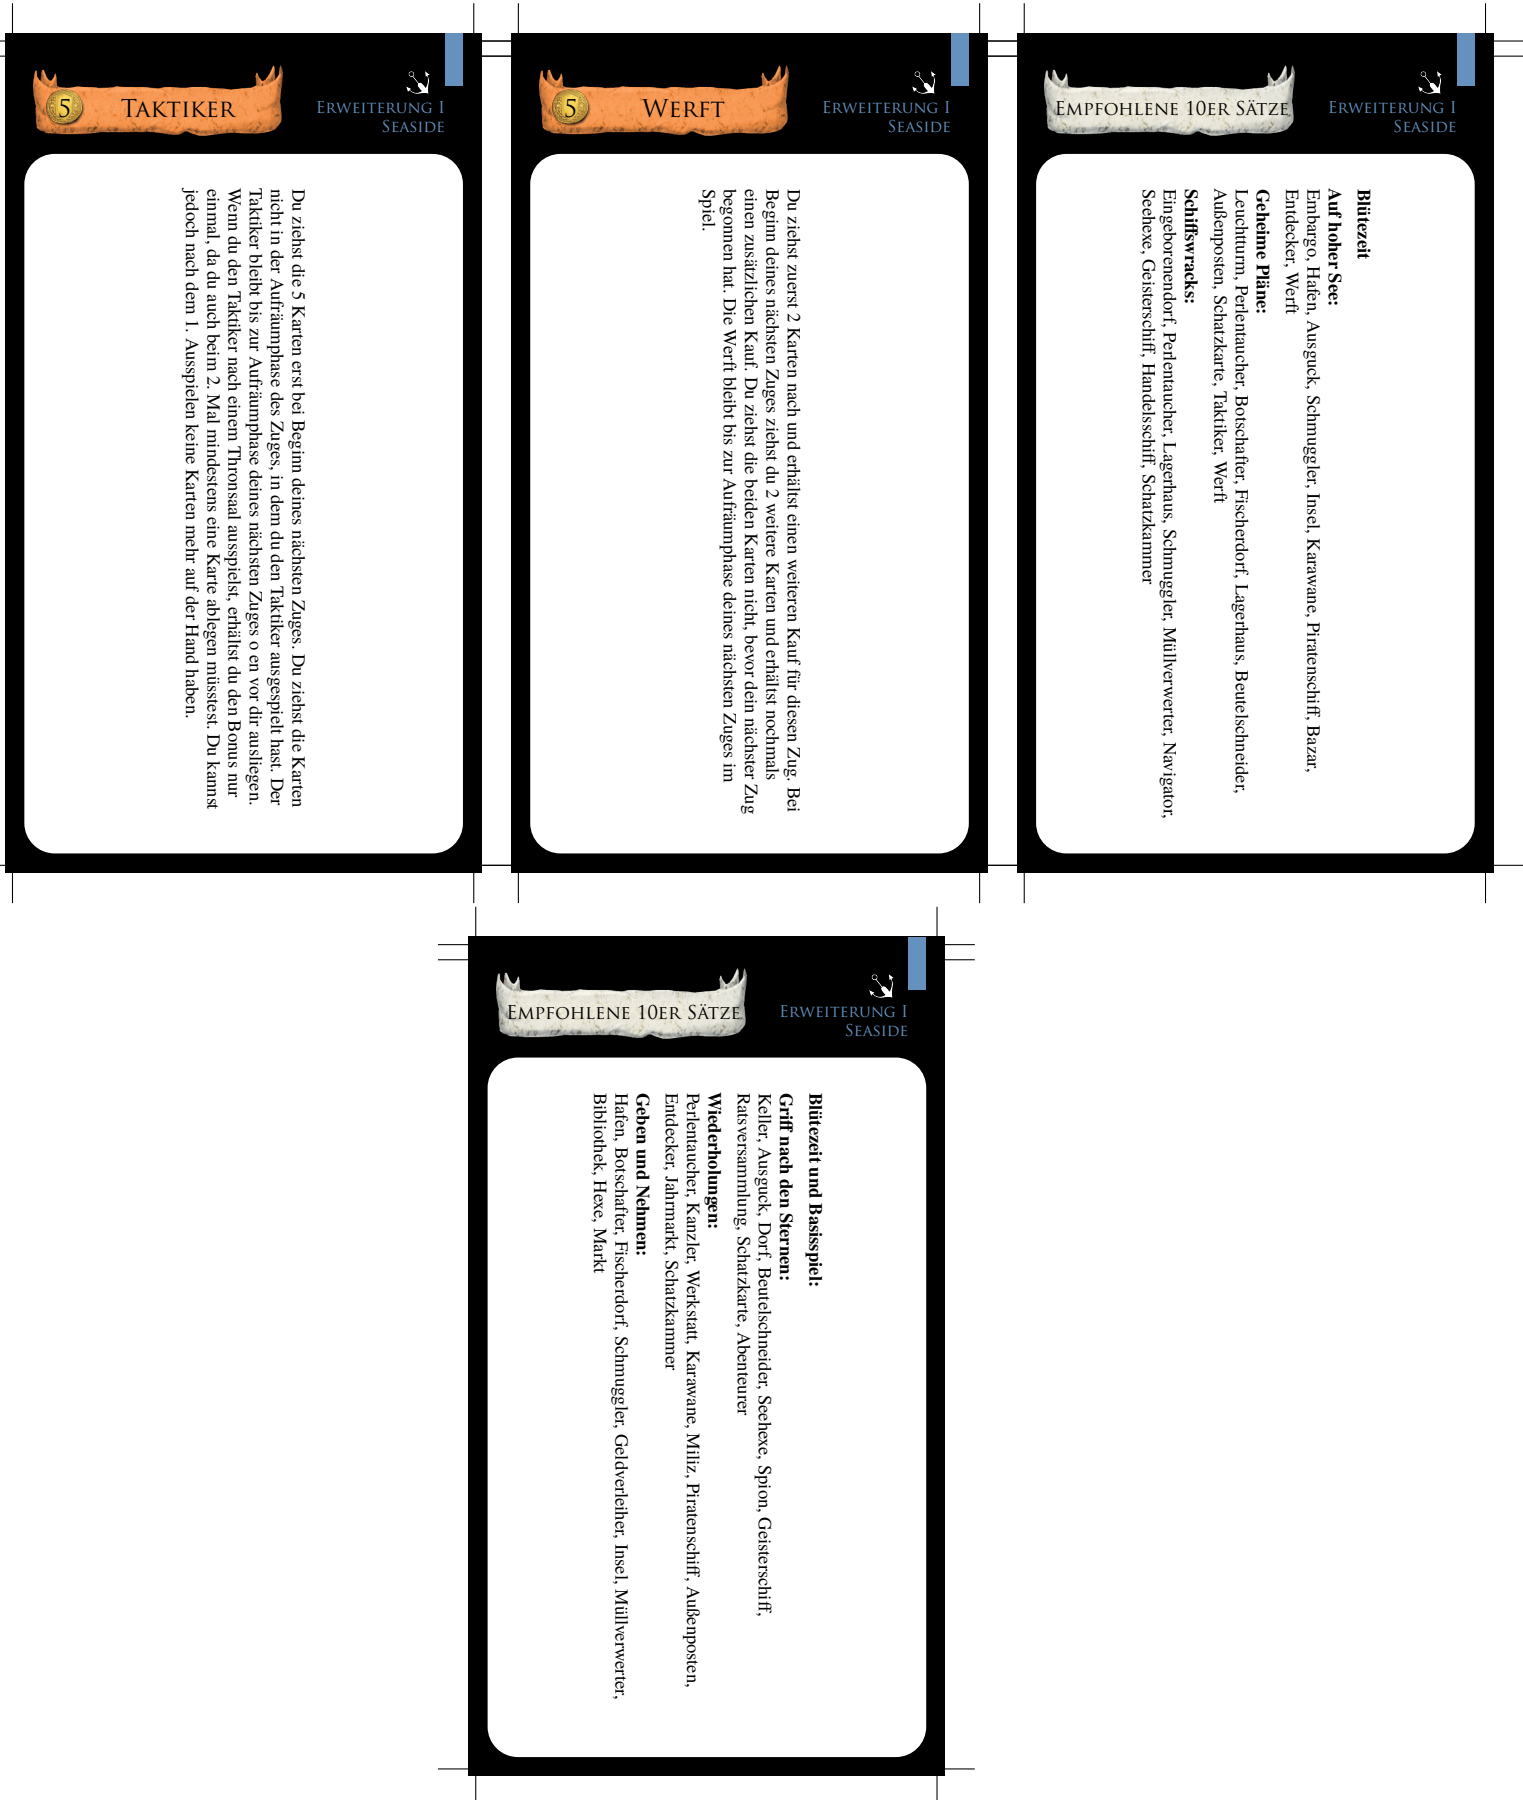 5
TAKTIKER
ERWEITERUNG I
SEASIDE
Du ziehst die 5 Karten erst bei Beginn deines nächsten Zuges. Du ziehst die Karten
nicht in der Aufräumphase des Zuges, in dem du den Taktiker ausgespielt hast. Der
Taktiker bleibt bis zur Aufräumphase deines nächsten Zuges o en vor dir ausliegen.
Wenn du den Taktiker nach einem Thronsaal ausspielst, erhältst du den Bonus nur
einmal, da du auch beim 2. Mal mindestens eine Karte ablegen müsstest. Du kannst
jedoch nach dem 1. Ausspielen keine Karten mehr auf der Hand haben.
5
WERFT
ERWEITERUNG I
SEASIDE
Du ziehst zuerst 2 Karten nach und erhältst einen weiteren Kauf für diesen Zug. Bei
Beginn deines nächsten Zuges ziehst du 2 weitere Karten und erhältst nochmals
einen zusätzlichen Kauf. Du ziehst die beiden Karten nicht, bevor dein nächster Zug
begonnen hat. Die Werft bleibt bis zur Aufräumphase deines nächsten Zuges im
Spiel.
EMPFOHLENE 10ER SÄTZE
ERWEITERUNG I
SEASIDE
Blütezeit
Auf hoher See:
Embargo, Hafen, Ausguck, Schmuggler, Insel, Karawane, Piratenschiff, Bazar,
Entdecker, Werft
Geheime Pläne:
Leuchtturm, Perlentaucher, Botschafter, Fischerdorf, Lagerhaus, Beutelschneider,
Außenposten, Schatzkarte, Taktiker, Werft
Schiffswracks:
Eingeborenendorf, Perlentaucher, Lagerhaus, Schmuggler, Müllverwerter, Navigator,
Seehexe, Geisterschiff, Handelsschiff, Schatzkammer
EMPFOHLENE 10ER SÄTZE
ERWEITERUNG I
SEASIDE
Blütezeit und Basisspiel:
Griff nach den Sternen:
Keller, Ausguck, Dorf, Beutelschneider, Seehexe, Spion, Geisterschiff,
Ratsversammlung, Schatzkarte, Abenteurer
Wiederholungen:
Perlentaucher, Kanzler, Werkstatt, Karawane, Miliz, Piratenschiff, Außenposten,
Entdecker, Jahrmarkt, Schatzkammer
Geben und Nehmen:
Hafen, Botschafter, Fischerdorf, Schmuggler, Geldverleiher, Insel, Müllverwerter,
Bibliothek, Hexe, Markt